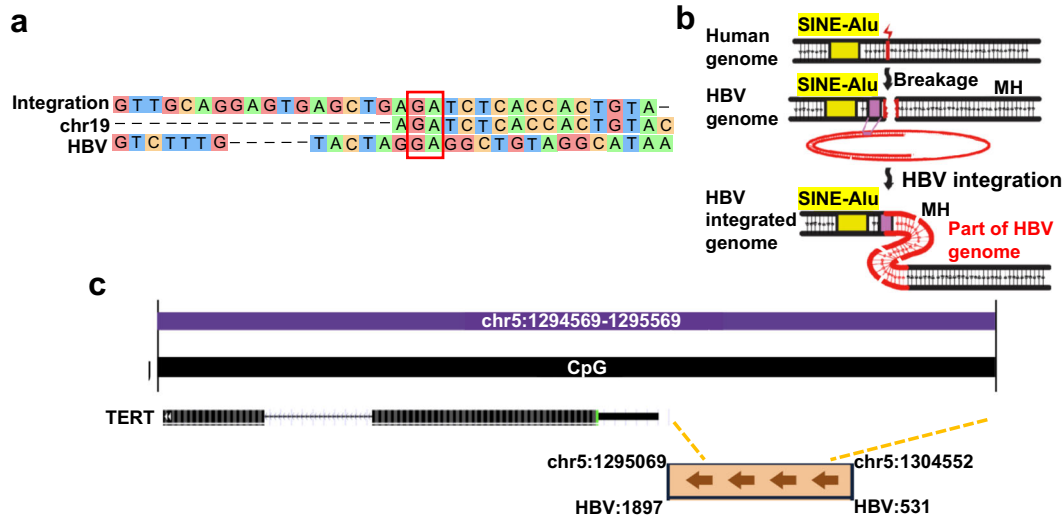 a
Integration GTTGCAGGAGTGAGCTGAGATCTCACCACTGTA–
chr19 –––––––––––––––––AGATCTCACCACTGTAC
HBV GTCTTTG–––––TACTAGGAGGCTGTAGGCATAA
b
SINE-Alu
Human
genome
SINE-Alu
Breakage
MH
HBV
genome
HBV integration
SINE-Alu
MH
HBV
integrated
genome
Part of HBV
genome
c
chr5:1294569-1295569
CpG
TERT
chr5:1295069
chr5:1304552
HBV:1897
HBV:531